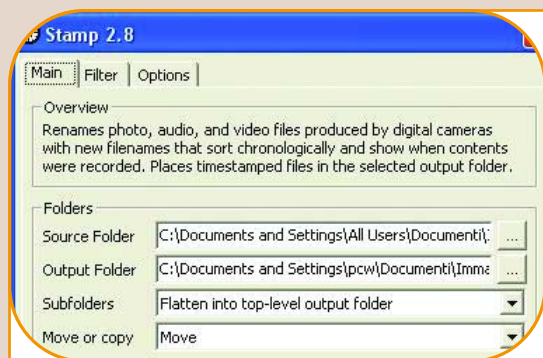 Stamp 2.8
Main Filter Options
Overview
Renames photo, audio, and video files produced by digital cameras
with new filenames that sort chronologically and show when contents
were recorded. Places timestamped files in the selected output folder.
Folders
Source Folder C:\Documents and Settings\All Users\Documenti\ ...
Output Folder C:\Documents and Settings\pcw\Documenti\Imma ...
Subfolders Flatten into top-level output folder
Move or copy Move